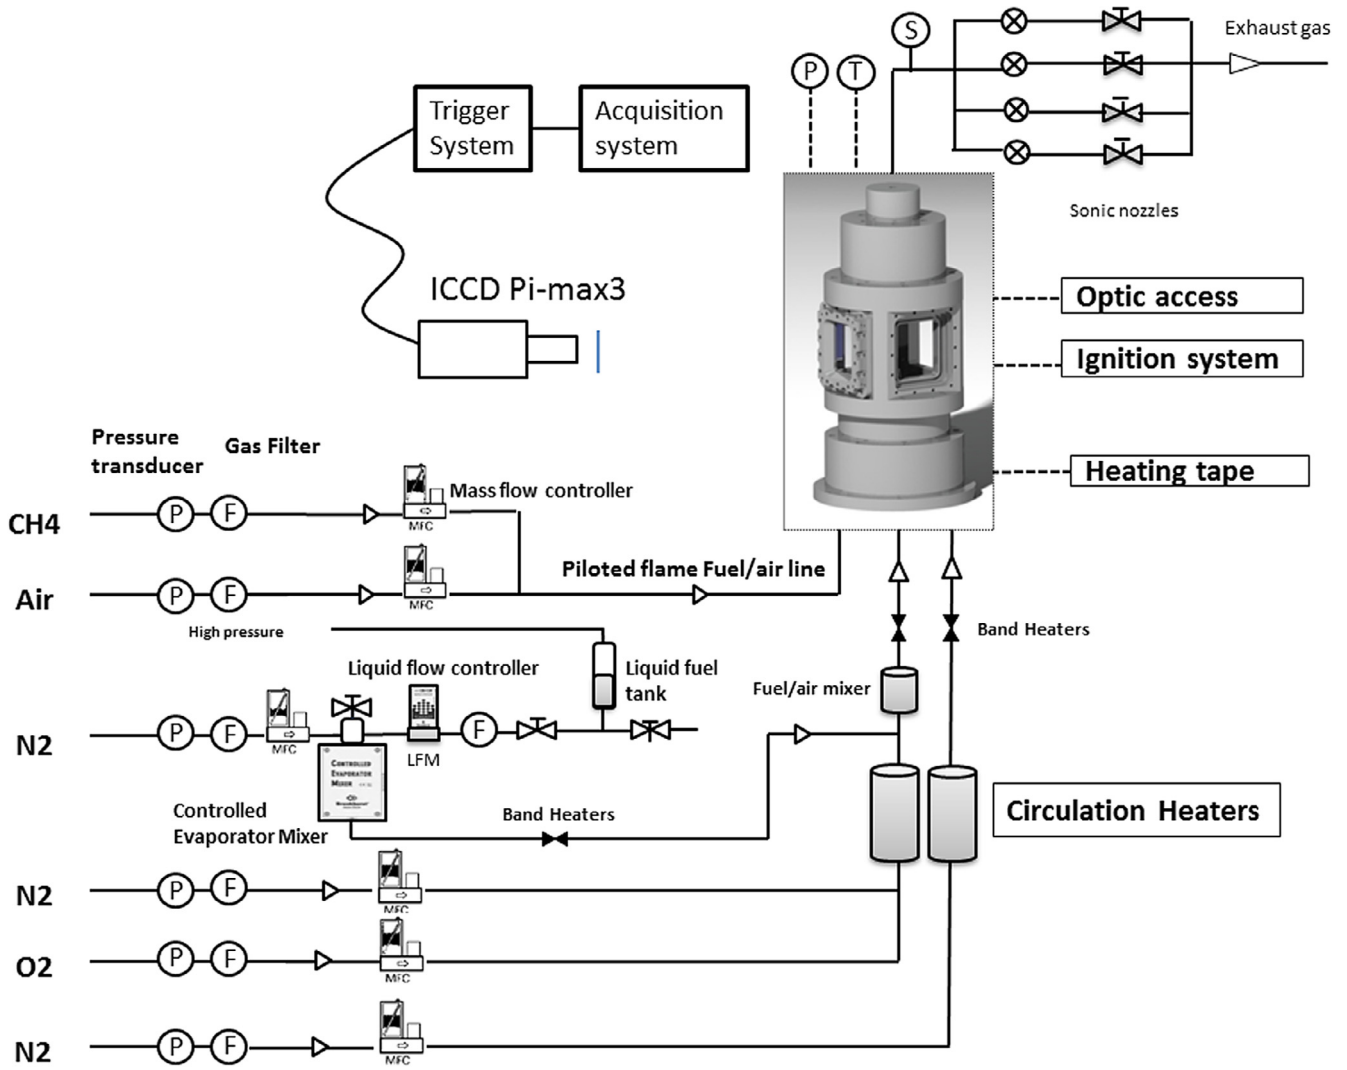 Exhaust gas
S
P
T
Trigger
System
Acquisition
system
Sonic nozzles
ICCD Pi-max3
Optic access
Ignition system
Heating tape
Pressure
transducer
Gas Filter
Mass flow controller
CH4
P
F
MFC
Piloted flame Fuel/air line
Air
P
F
MFC
High pressure
Band Heaters
Liquid flow controller
Liquid fuel
tank
Fuel/air mixer
N2
P
F
MFC
F
LFM
CONTROLLED
EVAPORATOR
MIXER
Controlled
Evaporator Mixer
Band Heaters
Circulation Heaters
N2
P
F
MFC
O2
P
F
MFC
N2
P
F
MFC